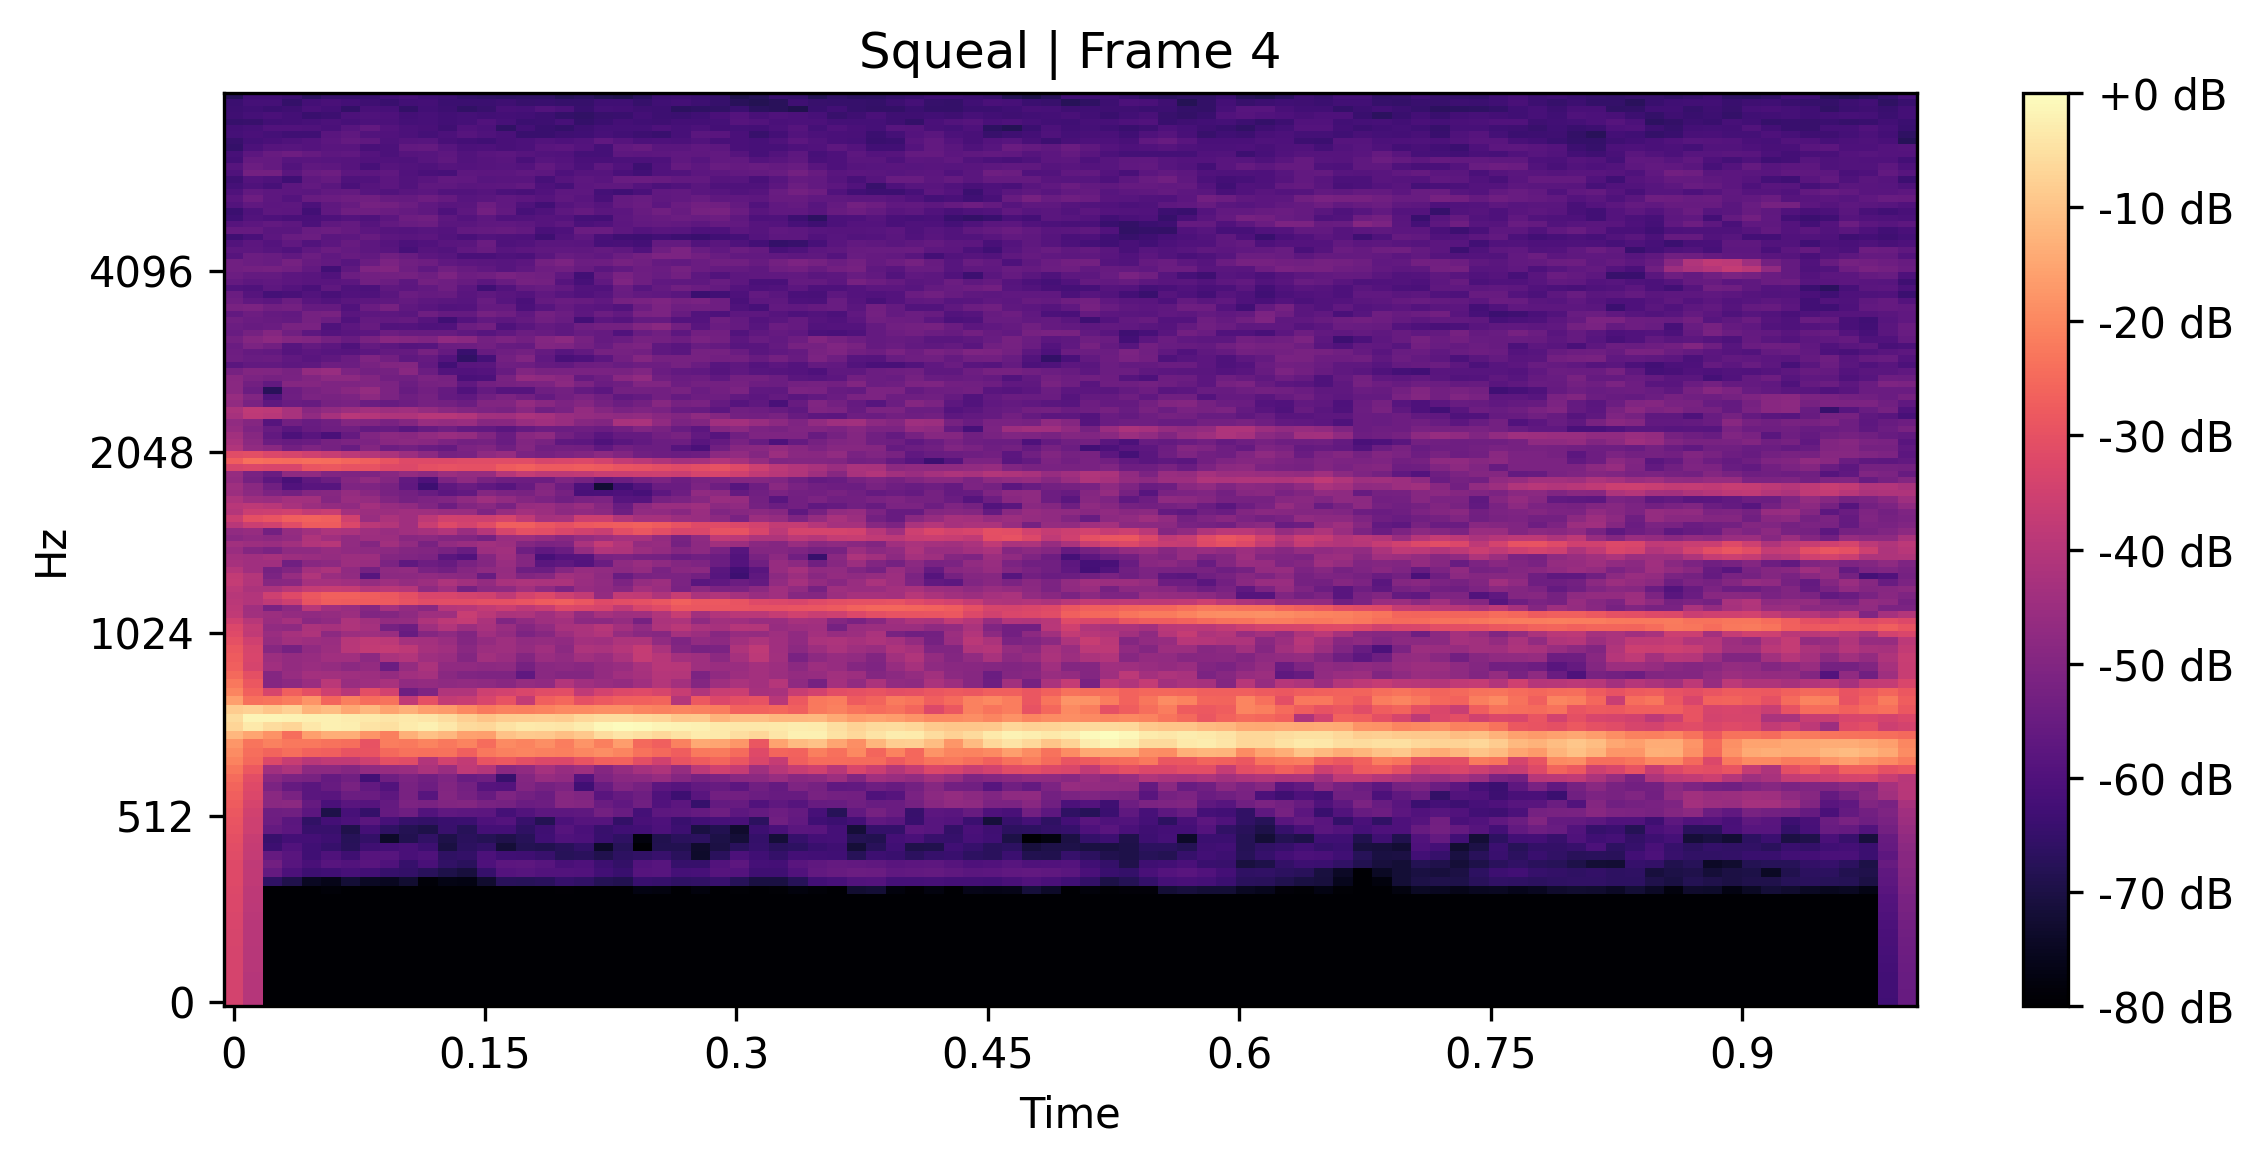 Squeal | Frame 4
Hz
4096
2048
1024
512
0
0 0.15 0.3 0.45 0.6 0.75 0.9
Time
+0 dB
-10 dB
-20 dB
-30 dB
-40 dB
-50 dB
-60 dB
-70 dB
-80 dB